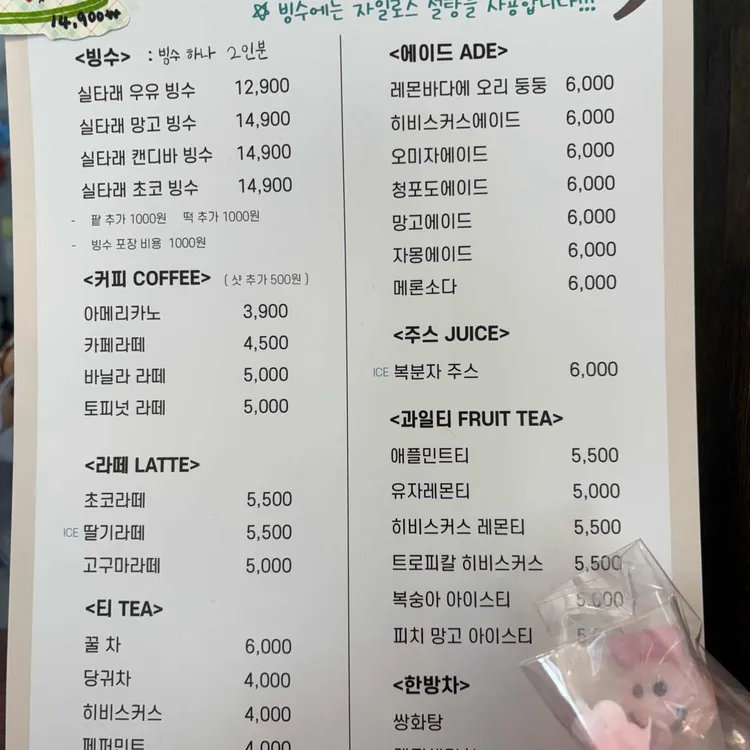 14,900₩
빙수에는 자일로스 설탕을 사용합니다!!!
<빙수> : 빙수 하나 2인분
실타래 우유 빙수 12,900
실타래 망고 빙수 14,900
실타래 캔디바 빙수 14,900
실타래 초코 빙수 14,900
- 팥 추가 1000원 떡 추가 1000원
- 빙수 포장 비용 1000원
<커피 COFFEE> (샷 추가 500원)
아메리카노 3,900
카페라떼 4,500
바닐라 라떼 5,000
토피넛 라떼 5,000
<라떼 LATTE>
초코라떼 5,500
ICE 딸기라떼 5,500
고구마라떼 5,000
<티 TEA>
꿀 차 6,000
당귀차 4,000
히비스커스 4,000
페퍼민트 4,000
<에이드 ADE>
레몬바다에 오리 둥둥 6,000
히비스커스에이드 6,000
오미자에이드 6,000
청포도에이드 6,000
망고에이드 6,000
자몽에이드 6,000
메론소다 6,000
<주스 JUICE>
ICE 복분자 주스 6,000
<과일티 FRUIT TEA>
애플민트티 5,500
유자레몬티 5,000
히비스커스 레몬티 5,500
트로피칼 히비스커스 5,500
복숭아 아이스티 5,000
피치 망고 아이스티
<한방차>
쌍화탕